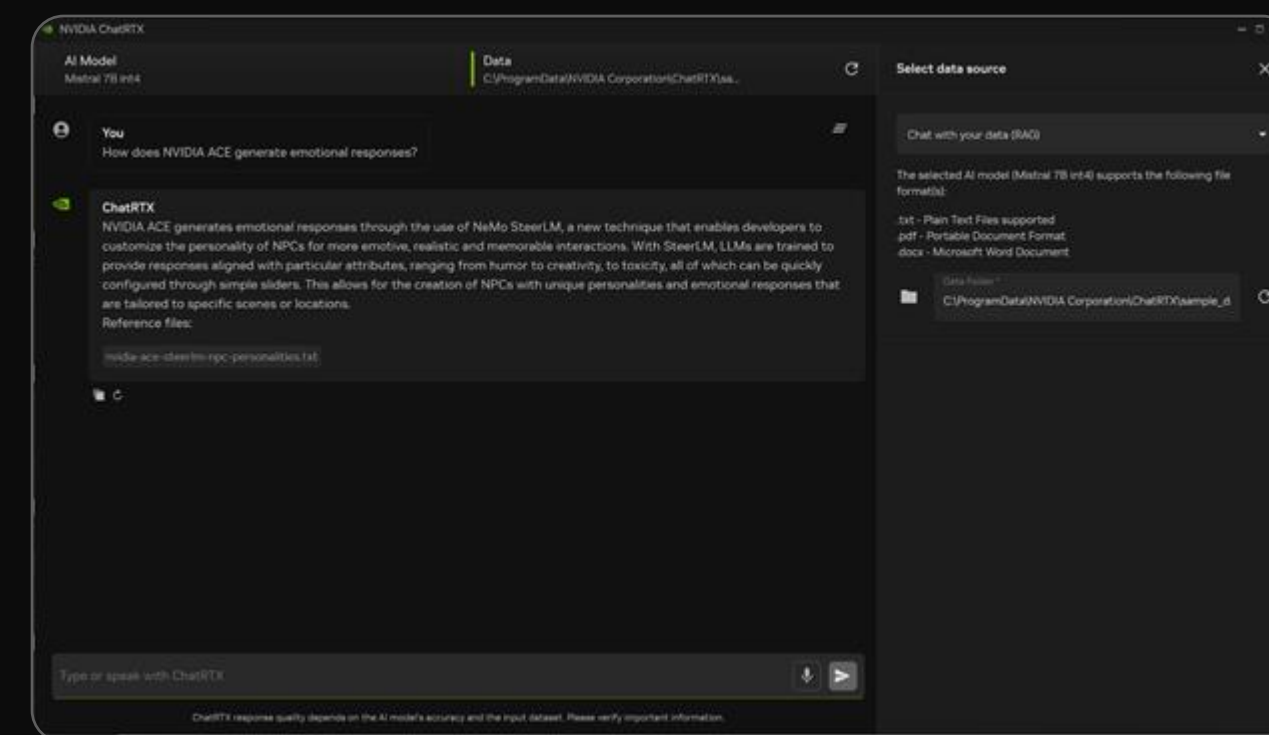 NVIDIA ChatRTX
AI Model
Mistral 7B int4
Data
C:\ProgramData\NVIDIA Corporation\ChatRTX\sa...
You
How does NVIDIA ACE generate emotional responses?
ChatRTX
NVIDIA ACE generates emotional responses through the use of NeMo SteerLM, a new technique that enables developers to
customize the personality of NPCs for more emotive, realistic and memorable interactions. With SteerLM, LLMs are trained to
provide responses aligned with particular attributes, ranging from humor to creativity, to toxicity, all of which can be quickly
configured through simple sliders. This allows for the creation of NPCs with unique personalities and emotional responses that
are tailored to specific scenes or locations.
Reference files:
nvidia-ace-steerlm-npc-personalities.txt
Type or speak with ChatRTX
ChatRTX response quality depends on the AI model's accuracy and the input dataset. Please verify important information.
Select data source
Chat with your data (RAG)
The selected AI model (Mistral 7B int4) supports the following file
format(s):
.txt - Plain Text Files supported
.pdf - Portable Document Format
.docx - Microsoft Word Document
Data Folder *
C:\ProgramData\NVIDIA Corporation\ChatRTX\sample_d